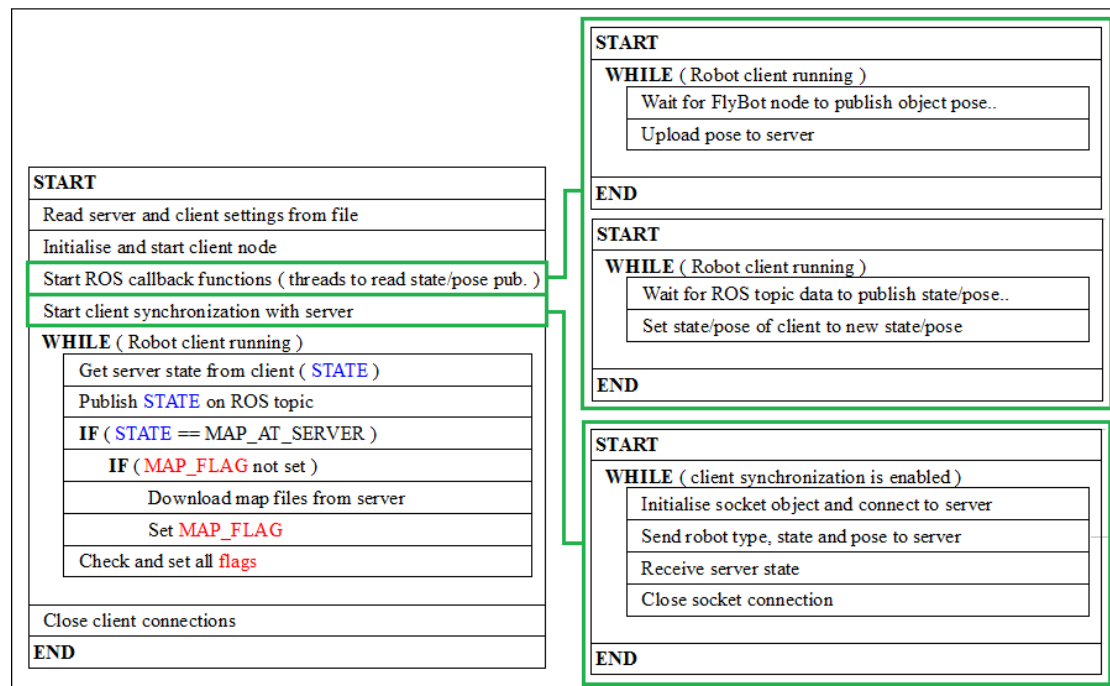 START
Read server and client settings from file
Initialise and start client node
Start ROS callback functions ( threads to read state/pose pub. )
Start client synchronization with server
WHILE ( Robot client running )
Get server state from client ( STATE )
Publish STATE on ROS topic
IF ( STATE == MAP_AT_SERVER )
IF ( MAP_FLAG not set )
Download map files from server
Set MAP_FLAG
Check and set all flags
Close client connections
END
START
WHILE ( Robot client running )
Wait for FlyBot node to publish object pose..
Upload pose to server
END
START
WHILE ( Robot client running )
Wait for ROS topic data to publish state/pose..
Set state/pose of client to new state/pose
END
START
WHILE ( client synchronization is enabled )
Initialise socket object and connect to server
Send robot type, state and pose to server
Receive server state
Close socket connection
END